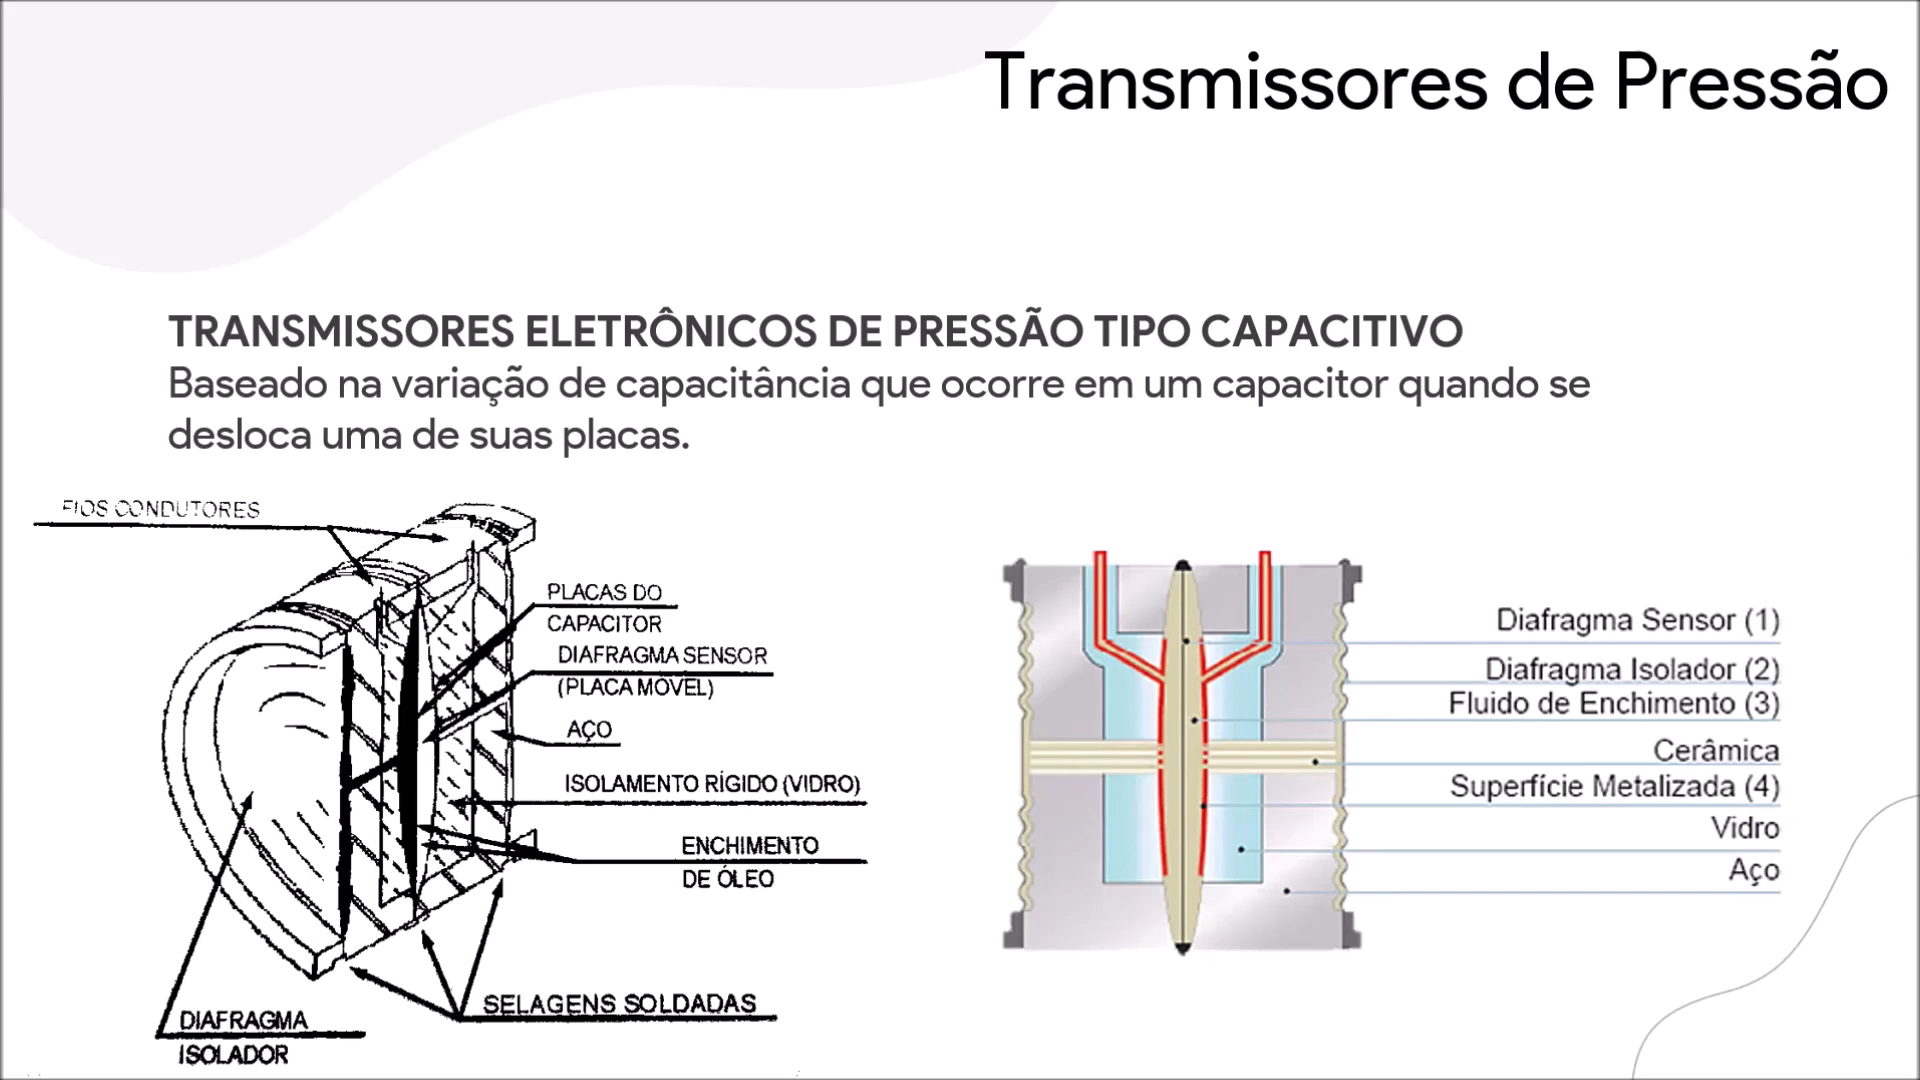 Transmissores de Pressão
TRANSMISSORES ELETRÔNICOS DE PRESSÃO TIPO CAPACITIVO
Baseado na variação de capacitância que ocorre em um capacitor quando se
desloca uma de suas placas.
FIOS CONDUTORES
PLACAS DO
CAPACITOR
DIAFRAGMA SENSOR
(PLACA MOVEL)
AÇO
ISOLAMENTO RÍGIDO (VIDRO)
ENCHIMENTO
DE ÓLEO
SELAGENS SOLDADAS
DIAFRAGMA
ISOLADOR
Diafragma Sensor (1)
Diafragma Isolador (2)
Fluido de Enchimento (3)
Cerâmica
Superfície Metalizada (4)
Vidro
Aço